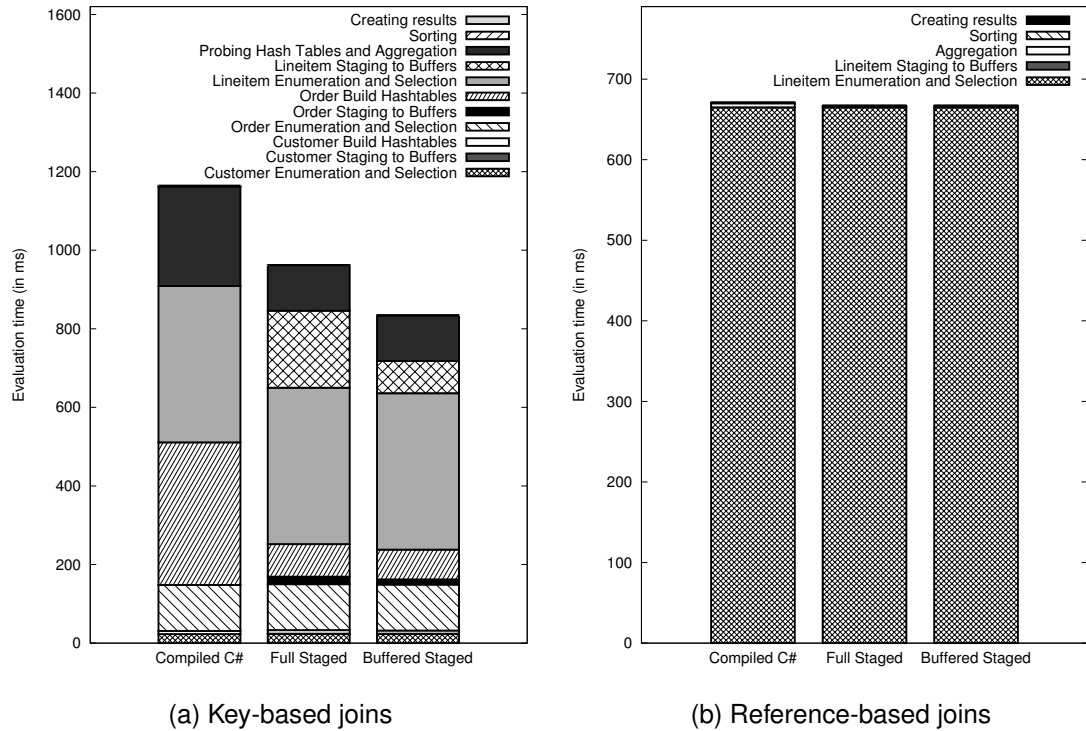 1600
1400
1200
1000
800
600
400
200
0
Evaluation time (in ms)
Creating results
Sorting
Probing Hash Tables and Aggregation
Lineitem Staging to Buffers
Lineitem Enumeration and Selection
Order Build Hashtables
Order Staging to Buffers
Order Enumeration and Selection
Customer Build Hashtables
Customer Staging to Buffers
Customer Enumeration and Selection
Compiled C# Full Staged Buffered Staged
(a) Key-based joins
700
600
500
400
300
200
100
0
Evaluation time (in ms)
Creating results
Sorting
Aggregation
Lineitem Staging to Buffers
Lineitem Enumeration and Selection
Compiled C# Full Staged Buffered Staged
(b) Reference-based joins